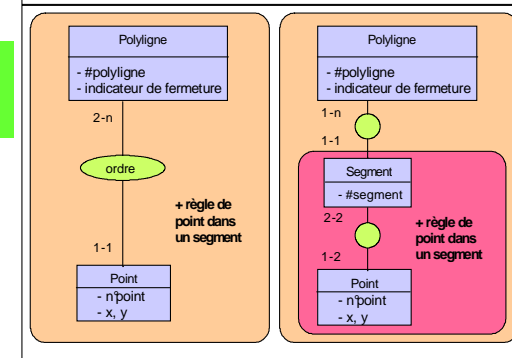 Polyligne
- #polyligne
- indicateur de fermeture
2-n
ordre
+ règle de
point dans
un segment
1-1
Point
- n°point
- x, y
Polyligne
- #polyligne
- indicateur de fermeture
1-n
1-1
Segment
- #segment
2-2
+ règle de
point dans
un segment
1-2
Point
- n°point
- x, y